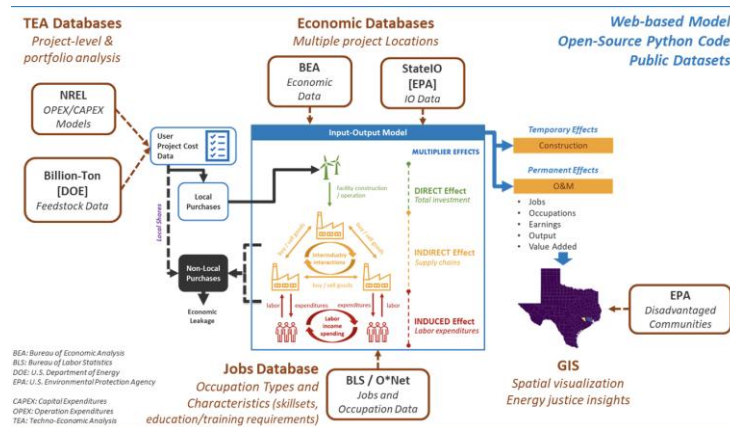 TEA Databases
Project-level &
portfolio analysis
Economic Databases
Multiple project Locations
Web-based Model
Open-Source Python Code
Public Datasets
NREL
OPEX/CAPEX
Models
Billion-Ton
[DOE]
Feedstock Data
BEA
Economic
Data
StateIO
[EPA]
IO Data
User
Project Cost
Data
Local
Purchases
Local Shares
Non-Local
Purchases
Economic
Leakage
Input-Output Model
MULTIPLIER EFFECTS
facility construction
/ operation
DIRECT Effect
Total investment
buy / sell goods
buy / sell goods
Interindustry
interactions
buy / sell goods
INDIRECT Effect
Supply chains
labor
expenditures
expenditures
labor
Labor
income
spending
INDUCED Effect
Labor expenditures
Temporary Effects
Construction
Permanent Effects
O&M
• Jobs
• Occupations
• Earnings
• Output
• Value Added
EPA
Disadvantaged
Communities
GIS
Spatial visualization
Energy justice insights
Jobs Database
Occupation Types and
Characteristics (skillsets,
education/training requirements)
BLS / O*Net
Jobs and
Occupation Data
BEA: Bureau of Economic Analysis
BLS: Bureau of Labor Statistics
DOE: U.S. Department of Energy
EPA: U.S. Environmental Protection Agency
CAPEX: Capital Expenditures
OPEX: Operation Expenditures
TEA: Techno-Economic Analysis